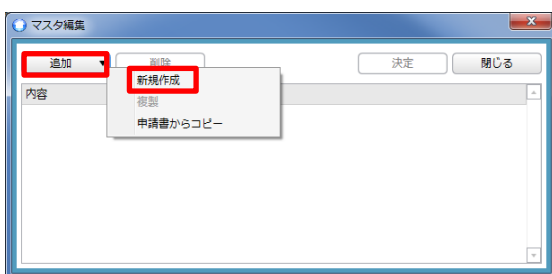 マスタ編集
追加 ▼ 削除 決定 閉じる
新規作成
内容
複製
申請書からコピー